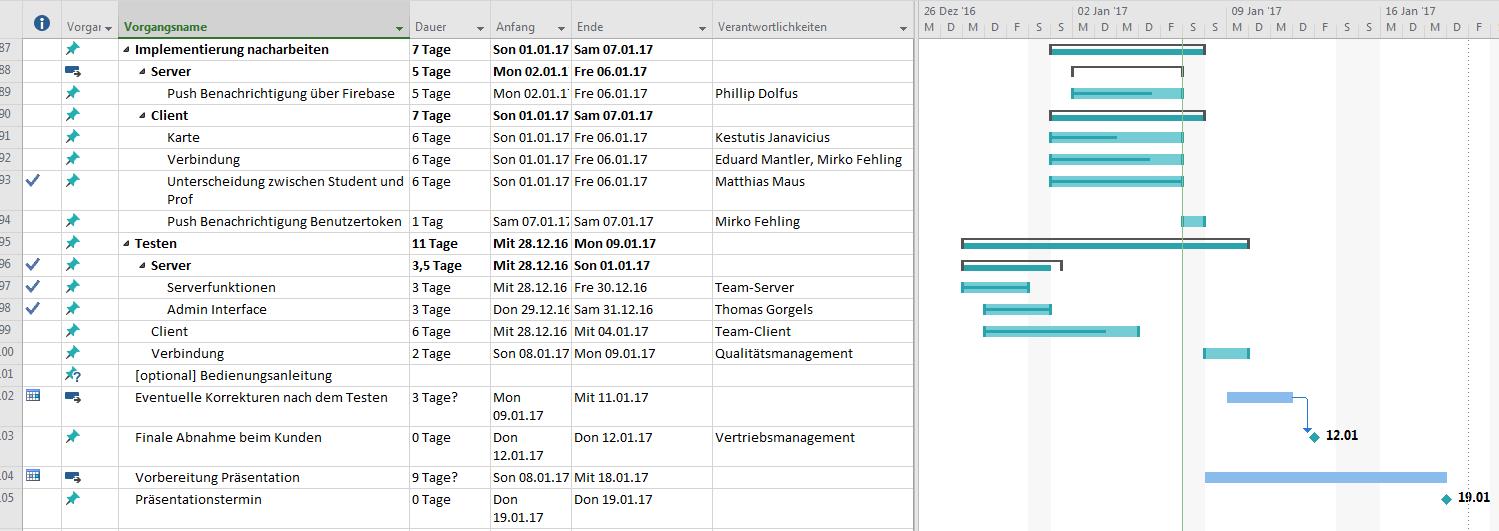 26 Dez '16 02 Jan '17 09 Jan '17 16 Jan '17
Vorgar Vorgangsname Dauer Anfang Ende Verantwortlichkeiten M D M D F S S M D M D F S S M D M D F S S M D M D F S
87 Implementierung nacharbeiten 7 Tage Son 01.01.17 Sam 07.01.17
88 Server 5 Tage Mon 02.01.1 Fre 06.01.17
89 Push Benachrichtigung über Firebase 5 Tage Mon 02.01.1 Fre 06.01.17 Phillip Dolfus
90 Client 7 Tage Son 01.01.17 Sam 07.01.17
91 Karte 6 Tage Son 01.01.17 Fre 06.01.17 Kestutis Janavicius
92 Verbindung 6 Tage Son 01.01.17 Fre 06.01.17 Eduard Mantler, Mirko Fehling
93 Unterscheidung zwischen Student und 6 Tage Son 01.01.17 Fre 06.01.17 Matthias Maus
Prof
94 Push Benachrichtigung Benutzertoken 1 Tag Sam 07.01.17 Sam 07.01.17 Mirko Fehling
95 Testen 11 Tage Mit 28.12.16 Mon 09.01.17
96 Server 3,5 Tage Mit 28.12.16 Son 01.01.17
97 Serverfunktionen 3 Tage Mit 28.12.16 Fre 30.12.16 Team-Server
98 Admin Interface 3 Tage Don 29.12.16 Sam 31.12.16 Thomas Gorgels
99 Client 6 Tage Mit 28.12.16 Mit 04.01.17 Team-Client
00 Verbindung 2 Tage Son 08.01.17 Mon 09.01.17 Qualitätsmanagement
01 [optional] Bedienungsanleitung
02 Eventuelle Korrekturen nach dem Testen 3 Tage? Mon Mit 11.01.17
09.01.17
03 Finale Abnahme beim Kunden 0 Tage Don Don 12.01.17 Vertriebsmanagement 12.01
12.01.17
04 Vorbereitung Präsentation 9 Tage? Son 08.01.17 Mit 18.01.17
05 Präsentationstermin 0 Tage Don Don 19.01.17 19.01
19.01.17